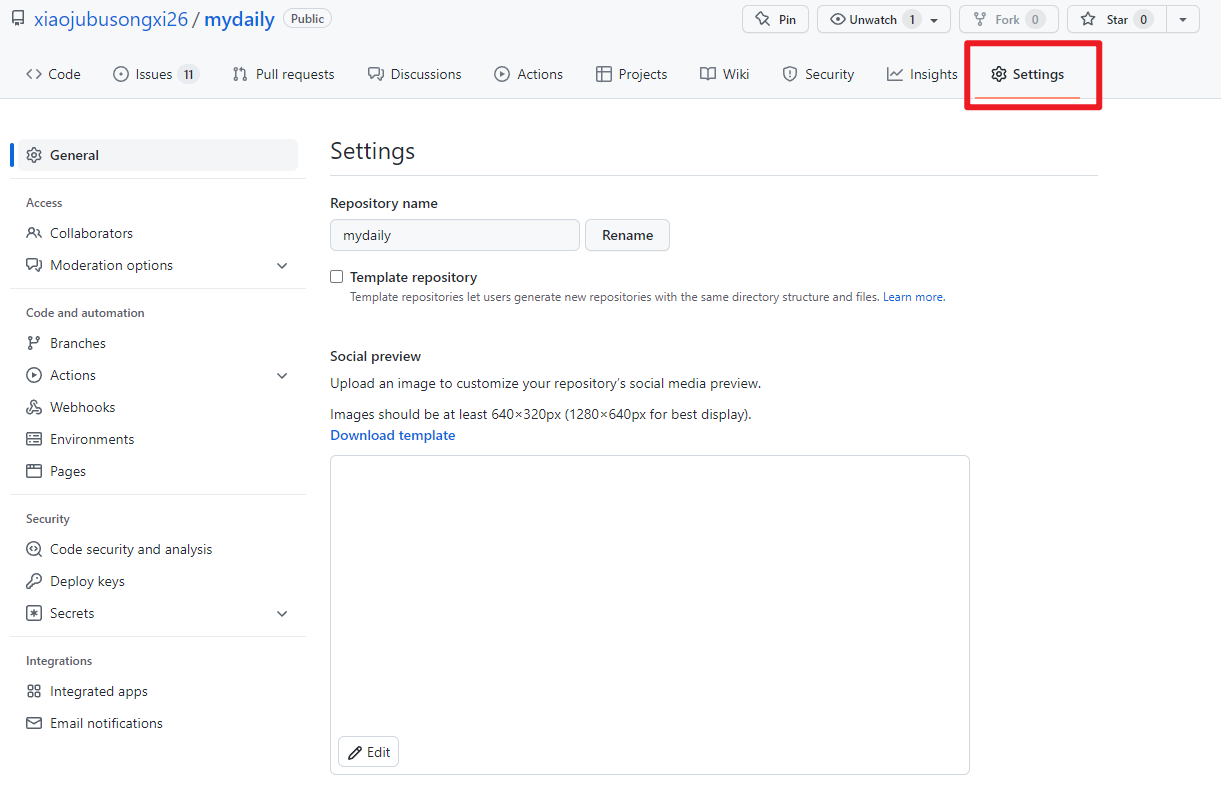 xiaojubusongxi26 / mydaily Public Pin Unwatch 1 Fork 0 Star 0
Code Issues 11 Pull requests Discussions Actions Projects Wiki Security Insights Settings
General
Access
Collaborators
Moderation options
Code and automation
Branches
Actions
Webhooks
Environments
Pages
Security
Code security and analysis
Deploy keys
Secrets
Integrations
Integrated apps
Email notifications
Settings
Repository name
mydaily Rename
Template repository
Template repositories let users generate new repositories with the same directory structure and files. Learn more.
Social preview
Upload an image to customize your repository’s social media preview.
Images should be at least 640×320px (1280×640px for best display).
Download template
Edit